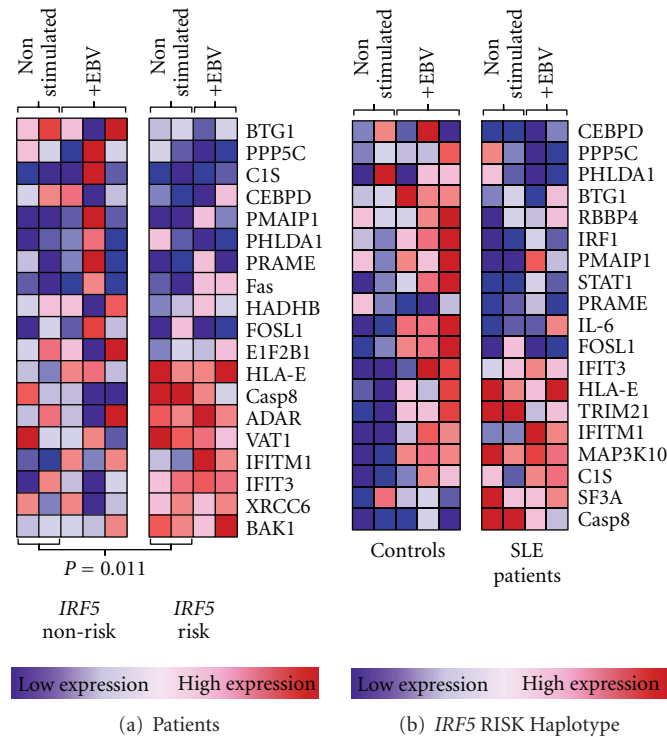 Non
stimulated
+EBV
Non
stimulated
+EBV
BTG1
PPP5C
C1S
CEBPD
PMAIP1
PHLDA1
PRAME
Fas
HADHB
FOSL1
E1F2B1
HLA-E
Casp8
ADAR
VAT1
IFITM1
IFIT3
XRCC6
BAK1
P = 0.011
IRF5
non-risk
IRF5
risk
Low expression High expression
(a) Patients
Non
stimulated
+EBV
Non
stimulated
+EBV
CEBPD
PPP5C
PHLDA1
BTG1
RBBP4
IRF1
PMAIP1
STAT1
PRAME
IL-6
FOSL1
IFIT3
HLA-E
TRIM21
IFITM1
MAP3K10
C1S
SF3A
Casp8
Controls
SLE
patients
Low expression High expression
(b) IRF5 RISK Haplotype